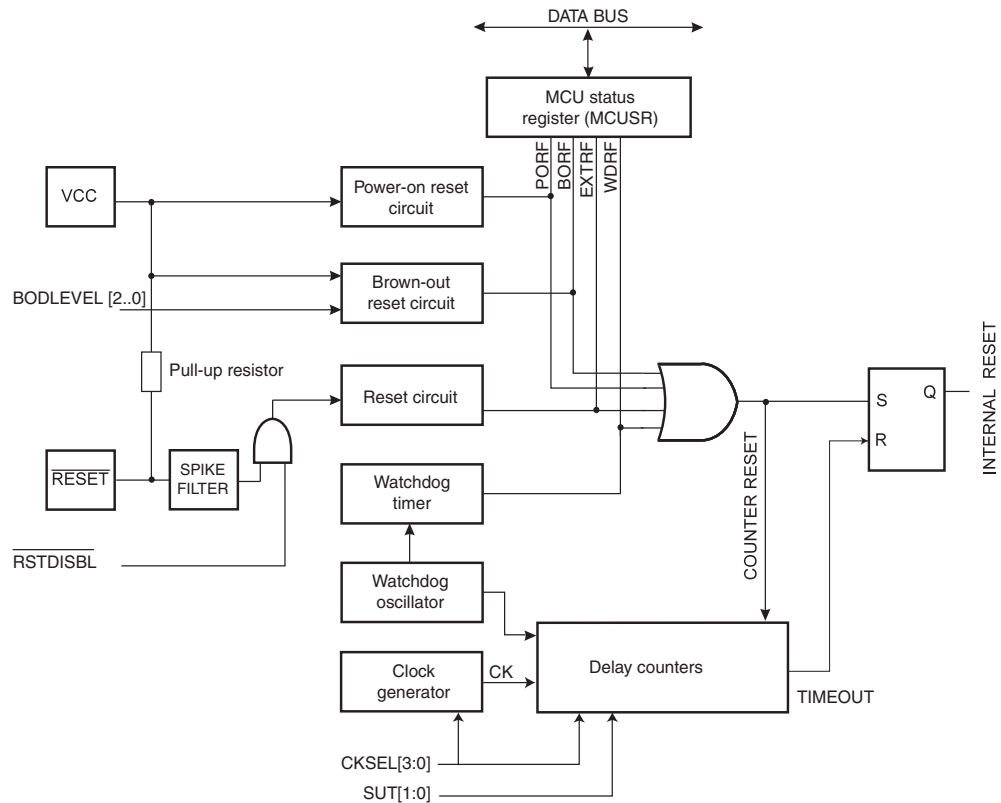 DATA BUS
MCU status
register (MCUSR)
PORF
BORF
EXTRF
WDRF
VCC
Power-on reset
circuit
Brown-out
reset circuit
BODLEVEL [2..0]
Pull-up resistor
Reset circuit
S
Q
R
INTERNAL RESET
RESET
SPIKE
FILTER
Watchdog
timer
COUNTER RESET
RSTDISBL
Watchdog
oscillator
Clock
generator
CK
Delay counters
TIMEOUT
CKSEL[3:0]
SUT[1:0]